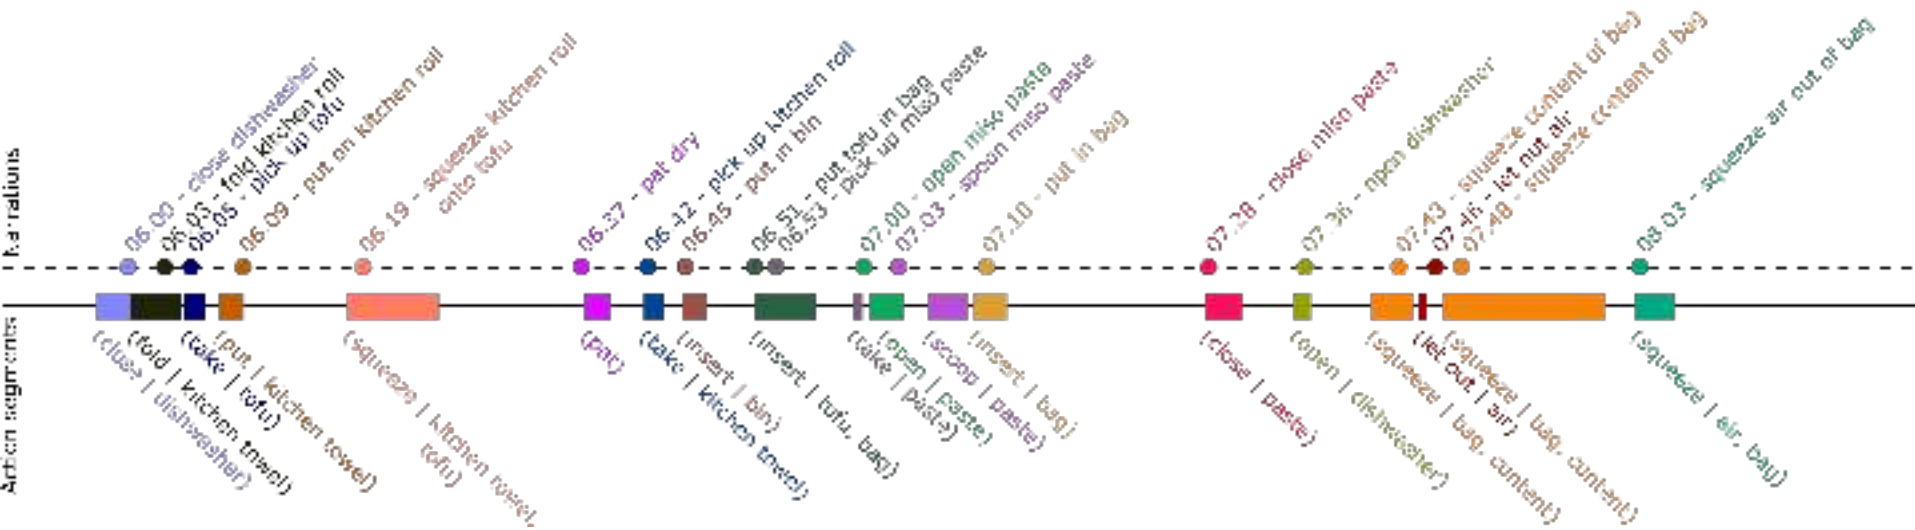 Narrations
06.00 - close dishwasher
06.03 - fold kitchen roll
06.05 - pick up tofu
06.09 - put on kitchen roll
06.19 - squeeze kitchen roll
onto tofu
06.37 - pat dry
06.42 - pick up kitchen roll
06.45 - put in bin
06.51 - put tofu in bag
06.53 - pick up miso paste
07.00 - open miso paste
07.03 - spoon miso paste
07.10 - put in bag
07.28 - close miso paste
07.36 - open dishwasher
07.43 - squeeze content of bag
07.46 - let out air
07.48 - squeeze content of bag
08.03 - squeeze air out of bag
Action segments
(close | dishwasher)
(fold | kitchen towel)
(take | tofu)
(put | kitchen towel)
(squeeze | kitchen towel,
tofu)
(pat)
(take | kitchen towel)
(insert | bin)
(insert | tofu, bag)
(take | paste)
(open | paste)
(scoop | paste)
(insert | bag)
(close | paste)
(open | dishwasher)
(squeeze | bag, content)
(let out | air)
(squeeze | bag, content)
(squeeze | air, bag)